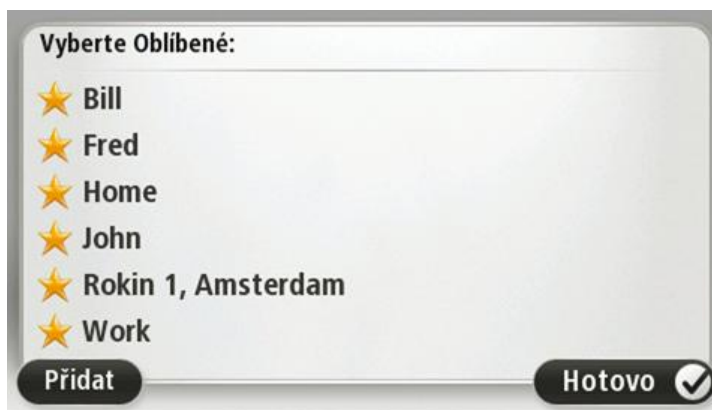 Vyberte Oblíbené:
Bill
Fred
Home
John
Rokin 1, Amsterdam
Work
Přidat
Hotovo